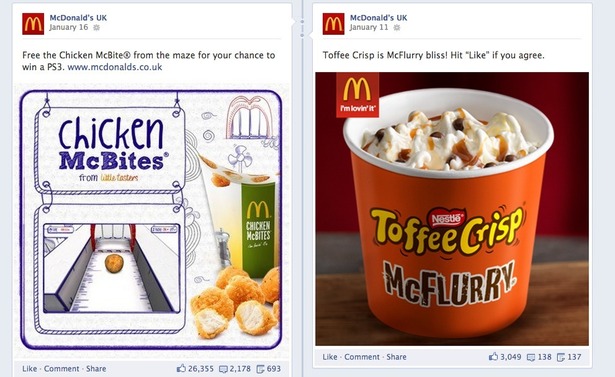 McDonald's UK
January 16
Free the Chicken McBite® from the maze for your chance to
win a PS3. www.mcdonalds.co.uk
Chicken
McBites®
from little tasters
CHICKEN
McBITES
Like · Comment · Share
26,355 2,178 693
McDonald's UK
January 11
Toffee Crisp is McFlurry bliss! Hit "Like" if you agree.
i'm lovin' it®
Nestlé
Toffee Crisp
McFLURRY
Like · Comment · Share
3,049 138 137